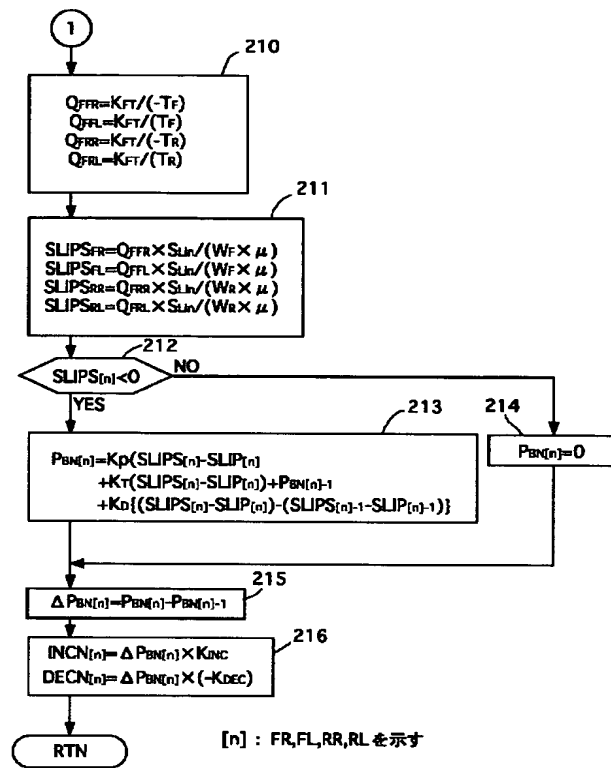 1
210
QFFR=KFT/(-TF)
QFFL=KFT/(TF)
QFRR=KFT/(-TR)
QFRL=KFT/(TR)
211
SLIPSFR=QFFR×SLin/(WF×μ)
SLIPSFL=QFFL×SLin/(WF×μ)
SLIPSRR=QFRR×SLin/(WR×μ)
SLIPSRL=QFRL×SLin/(WR×μ)
212
SLIPS[n]<0
NO
YES
213
PBN[n]=Kp(SLIPS[n]-SLIP[n]
+KT(SLIPS[n]-SLIP[n])+PBN[n]-1
+KD{(SLIPS[n]-SLIP[n])-(SLIPS[n]-1-SLIP[n]-1)}
214
PBN[n]=0
215
ΔPBN[n]=PBN[n]-PBN[n]-1
216
INCN[n]=ΔPBN[n]×KINC
DECN[n]=ΔPBN[n]×(-KDEC)
RTN
[n] : FR,FL,RR,RL を示す